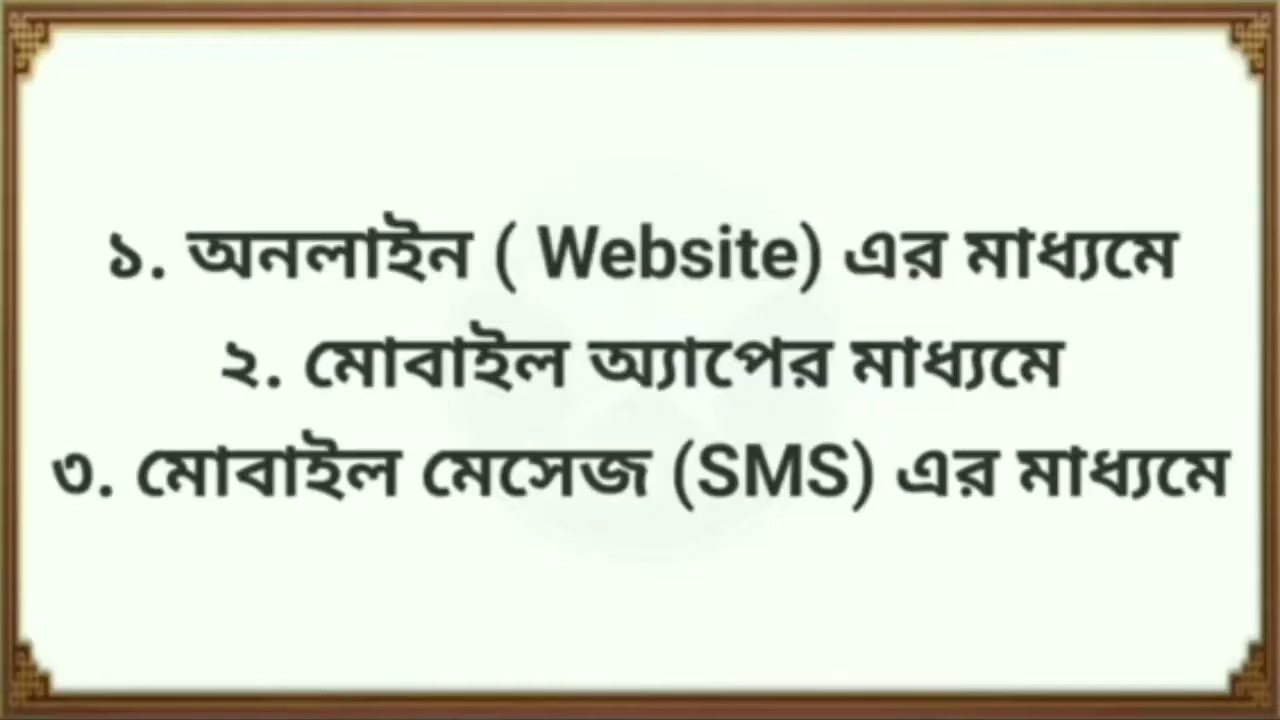 ১. অনলাইন ( Website) এর মাধ্যমে
২. মোবাইল অ্যাপের মাধ্যমে
৩. মোবাইল মেসেজ (SMS) এর মাধ্যমে